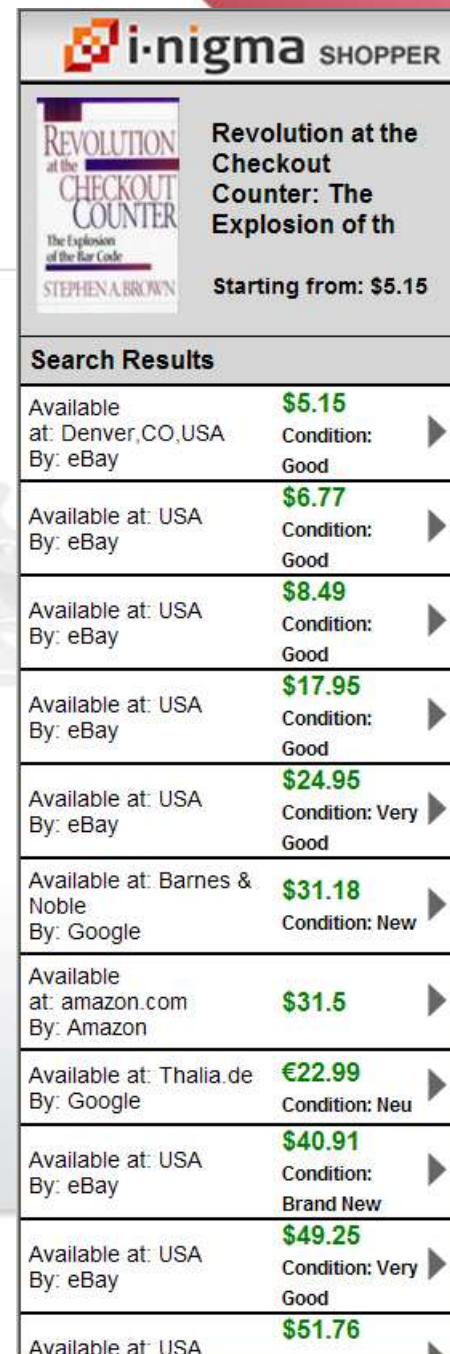 i-nigma SHOPPER
REVOLUTION
at the
CHECKOUT
COUNTER
The Explosion
of the Bar Code
STEPHEN A. BROWN
Revolution at the
Checkout
Counter: The
Explosion of th
Starting from: $5.15
Search Results
Available
at: Denver,CO,USA
By: eBay
$5.15
Condition:
Good
Available at: USA
By: eBay
$6.77
Condition:
Good
Available at: USA
By: eBay
$8.49
Condition:
Good
Available at: USA
By: eBay
$17.95
Condition:
Good
Available at: USA
By: eBay
$24.95
Condition: Very
Good
Available at: Barnes &
Noble
By: Google
$31.18
Condition: New
Available
at: amazon.com
By: Amazon
$31.5
Available at: Thalia.de
By: Google
€22.99
Condition: Neu
Available at: USA
By: eBay
$40.91
Condition:
Brand New
Available at: USA
By: eBay
$49.25
Condition: Very
Good
Available at: USA
$51.76